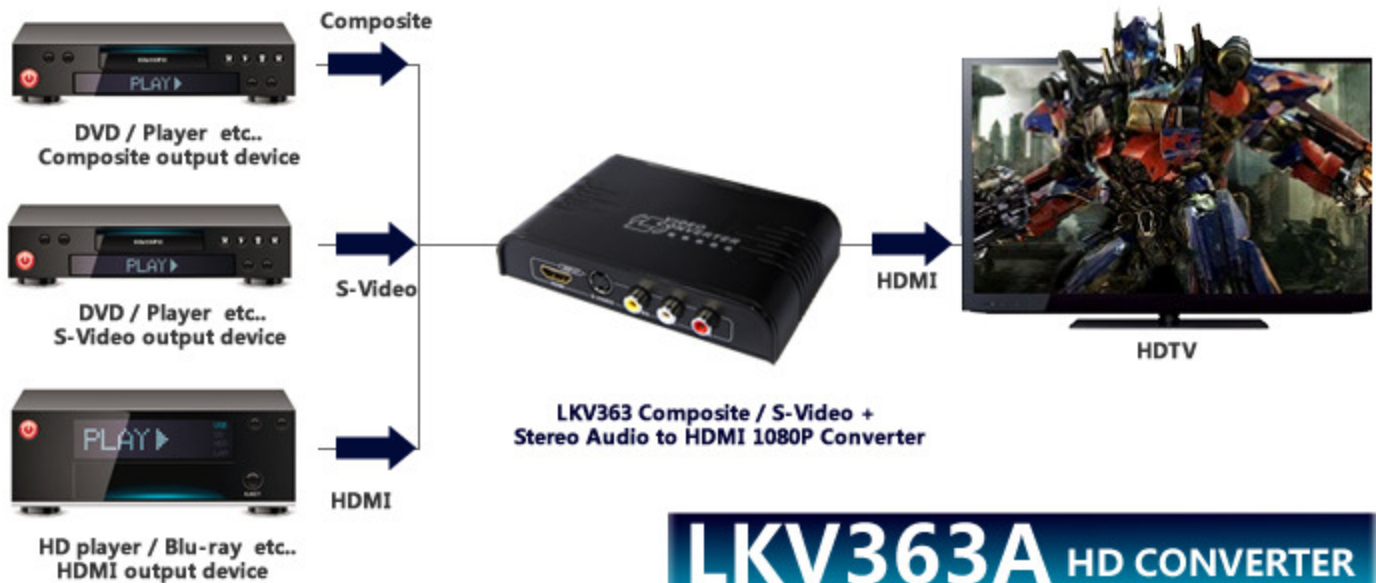 Composite
PLAY
DVD / Player etc..
Composite output device
S-Video
PLAY
DVD / Player etc..
S-Video output device
HDMI
PLAY
HD player / Blu-ray etc..
HDMI output device
VIDEO
CONVERTER
LKV363 Composite / S-Video +
Stereo Audio to HDMI 1080P Converter
HDMI
HDTV
LKV363A HD CONVERTER